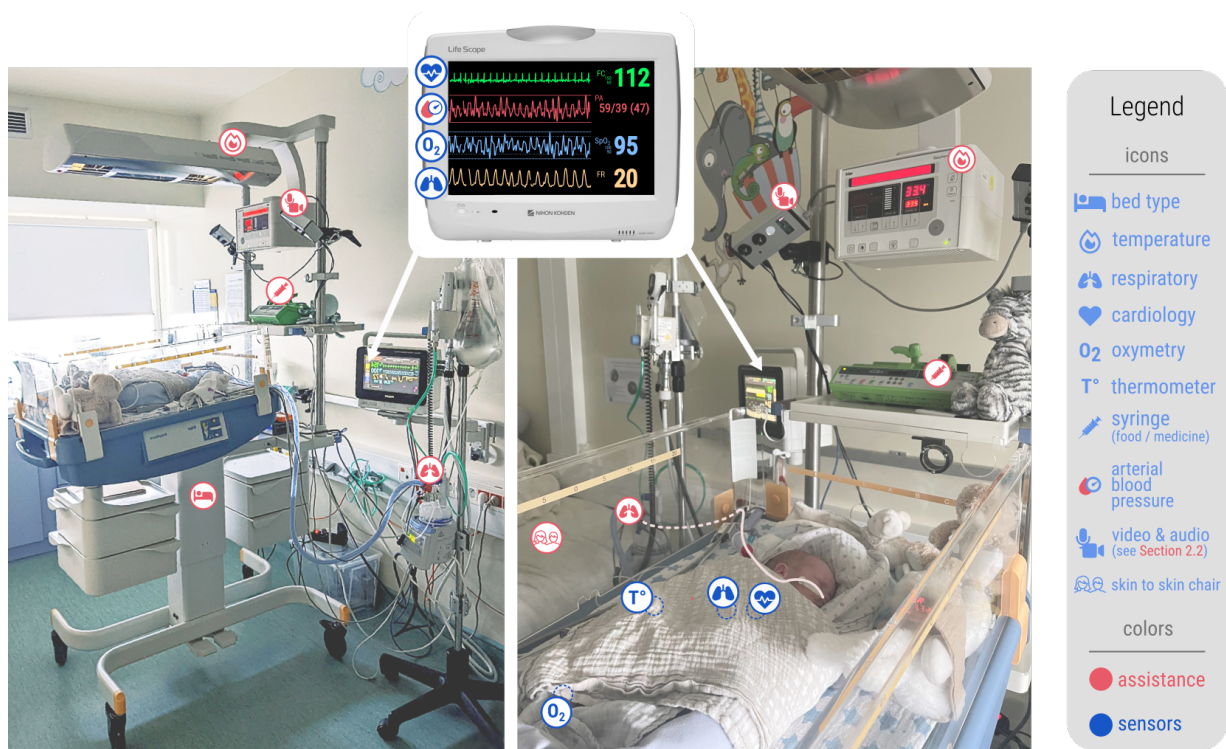 Life Scope
FC 112
PA
59/39 (47)
O₂ SpO₂ 95
FR 20
NIHON KOHDEN
33.4
T°
O₂
Legend
icons
bed type
temperature
respiratory
cardiology
O₂ oxymetry
T° thermometer
syringe
(food / medicine)
arterial
blood
pressure
video & audio
(see Section 2.2)
skin to skin chair
colors
assistance
sensors